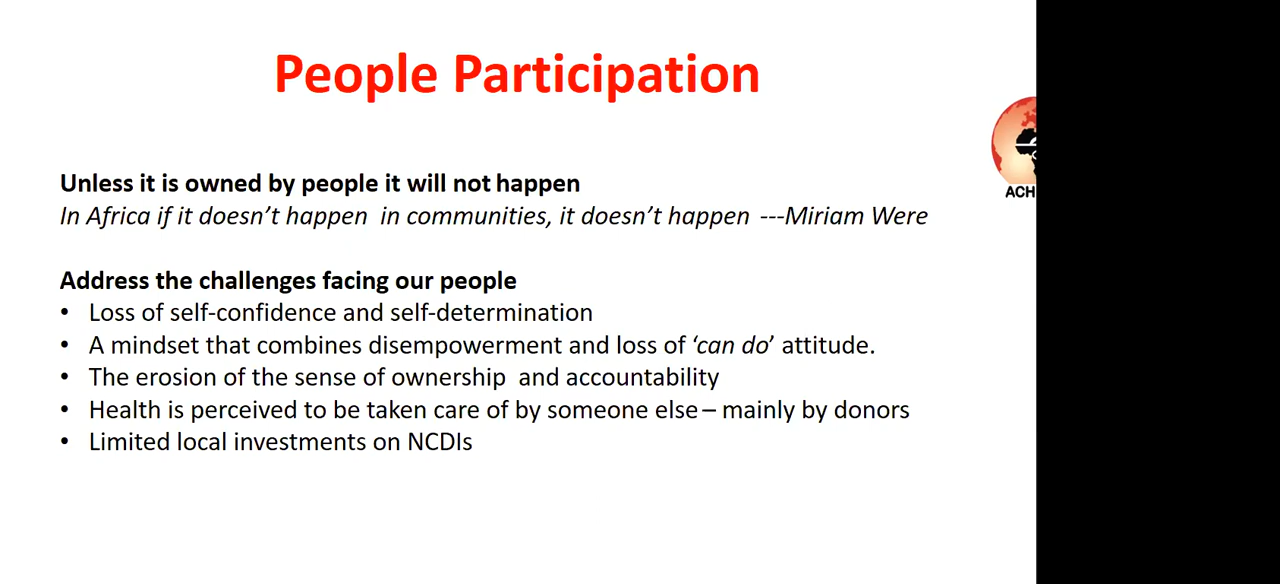 People Participation
Unless it is owned by people it will not happen
In Africa if it doesn't happen in communities, it doesn't happen ---Miriam Were
ACH
Address the challenges facing our people
• Loss of self-confidence and self-determination
• A mindset that combines disempowerment and loss of ‘can do’ attitude.
• The erosion of the sense of ownership and accountability
• Health is perceived to be taken care of by someone else – mainly by donors
• Limited local investments on NCDIs